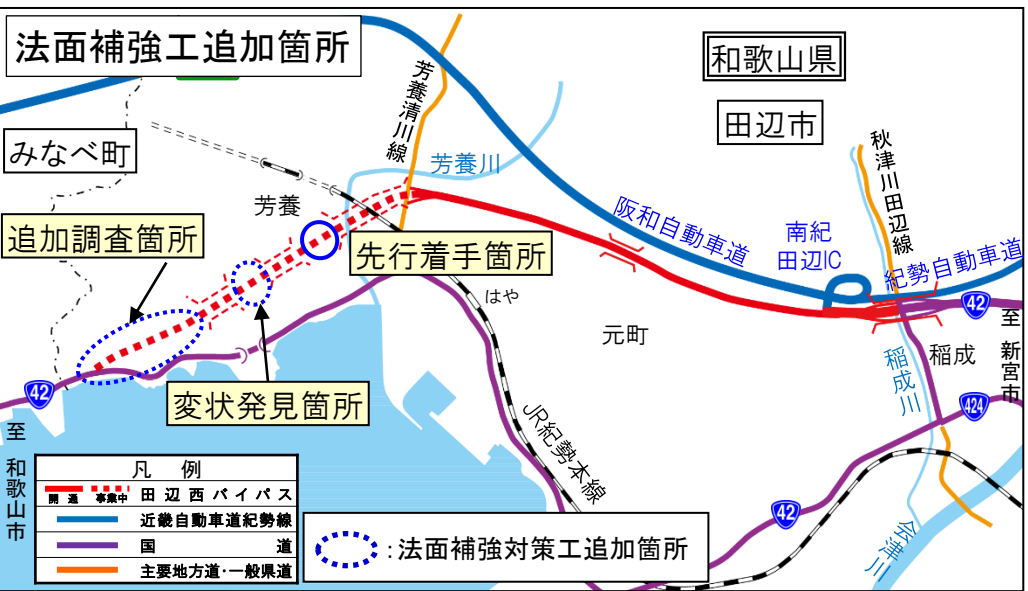 法面補強工追加箇所
和歌山県
田辺市
みなべ町
芳養清川線
芳養川
芳養
秋津川田辺線
阪和自動車道
南紀
田辺IC
紀勢自動車道
追加調査箇所
先行着手箇所
はや
元町
42
至 新宮市
稲成
稲成川
変状発見箇所
42
424
JR紀勢本線
至 和歌山市
凡 例
開通 事業中 田辺西バイパス
近畿自動車道紀勢線
国道
主要地方道・一般県道
:法面補強対策工追加箇所
42
会津川